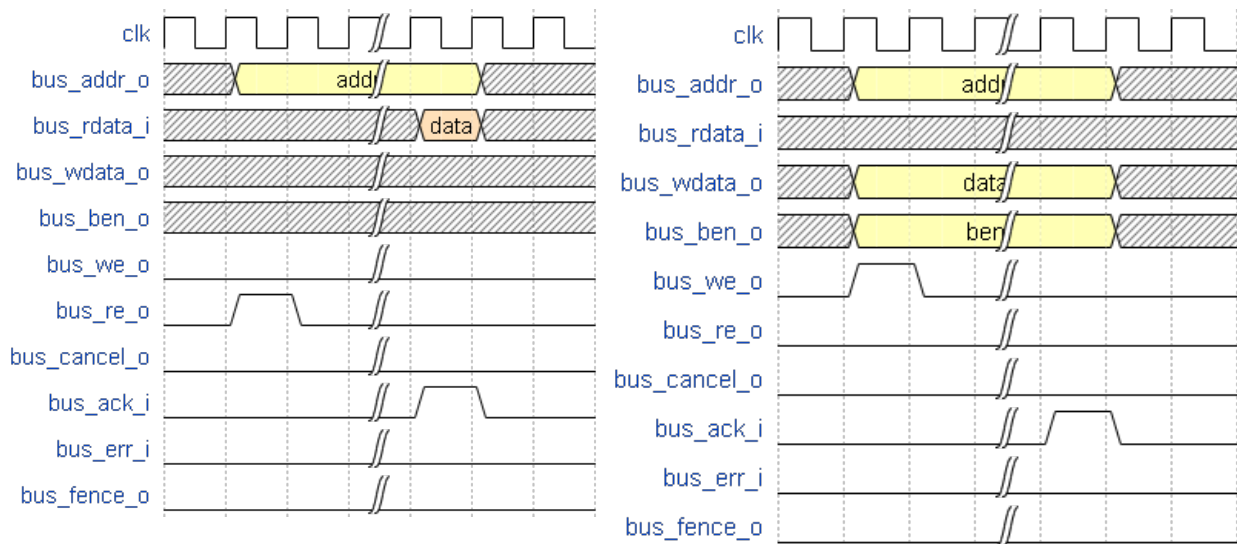 clk
bus_addr_o
addr
bus_rdata_i
data
bus_wdata_o
bus_ben_o
bus_we_o
bus_re_o
bus_cancel_o
bus_ack_i
bus_err_i
bus_fence_o
clk
bus_addr_o
addr
bus_rdata_i
bus_wdata_o
data
bus_ben_o
ben
bus_we_o
bus_re_o
bus_cancel_o
bus_ack_i
bus_err_i
bus_fence_o